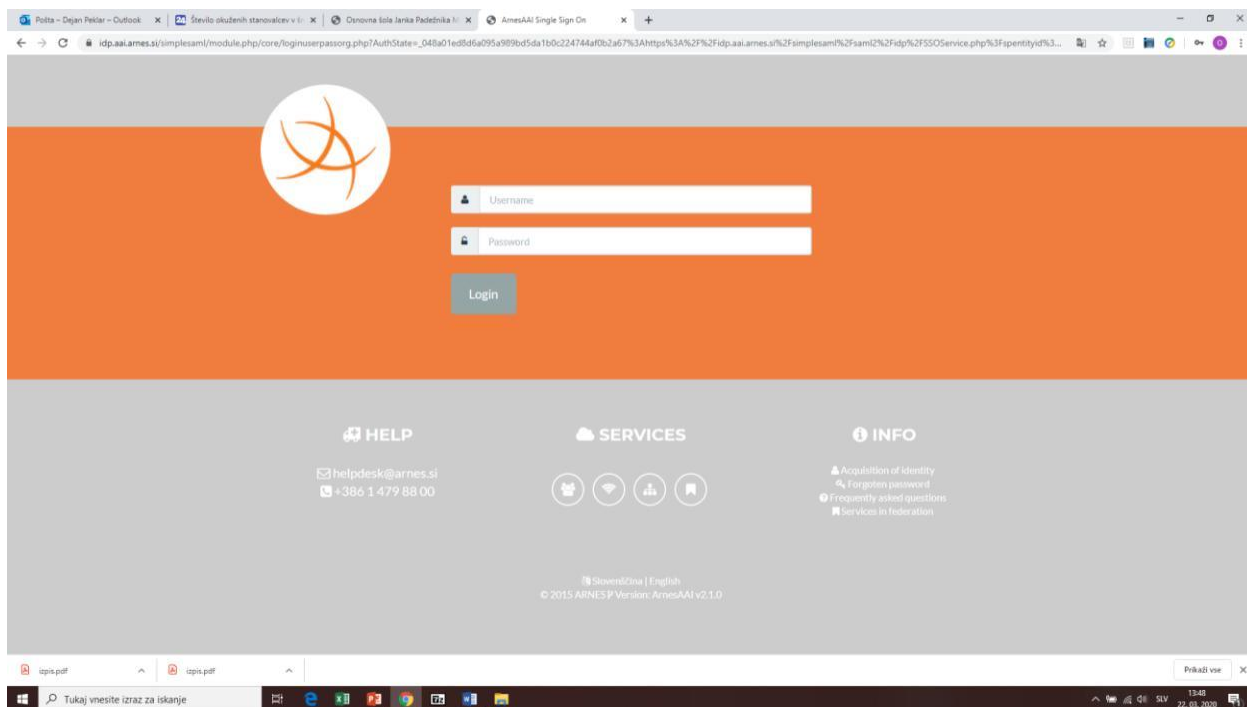 Pošta – Dejan Peklar – Outlook
Število okuženih stanovalcev v
Osnovna šola Janka Padežnika
ArnesAAI Single Sign On
idp.aai.arnes.si/simplesaml/module.php/core/loginuserpassorg.php?AuthState=_048a01ed8d6a095a989bd5da1b0c224744af0b2a67%3Ahttps%3A%2F%2Fidp.aai.arnes.si%2Fsimplesaml%2Fsaml2%2Fidp%2FSSOService.php%3Fspentityid%3...
Username
Password
Login
HELP
helpdesk@arnes.si
+386 1 479 88 00
SERVICES
INFO
Acquisition of identity
Forgoten password
Frequently asked questions
Services in federation
Slovenščina | English
© 2015 ARNES Version: ArnesAAI v2.1.0
izpis.pdf
izpis.pdf
Prikaži vse
Tukaj vnesite izraz za iskanje
SLV
13:48
22. 03. 2020